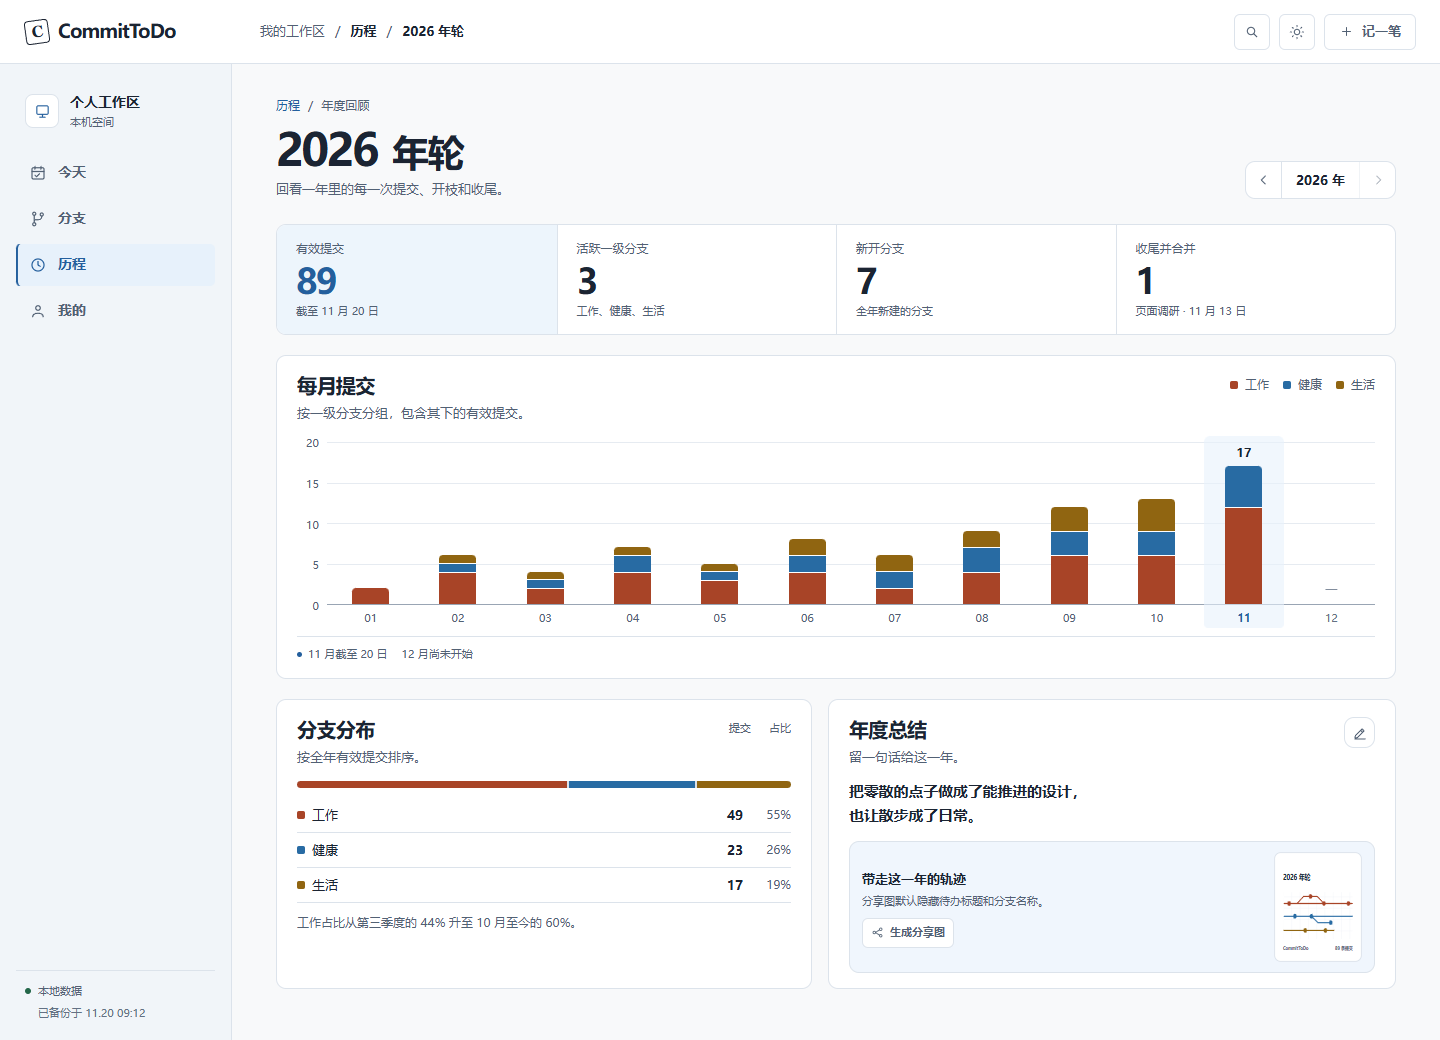 C CommitToDo
我的工作区 / 历程 / 2026 年轮
记一笔
个人工作区
本机空间
今天
分支
历程
我的
本地数据
已备份于 11.20 09:12
历程 / 年度回顾
2026 年轮
回看一年里的每一次提交、开枝和收尾。
2026 年
有效提交
89
截至 11 月 20 日
活跃一级分支
3
工作、健康、生活
新开分支
7
全年新建的分支
收尾并合并
1
页面调研 · 11 月 13 日
每月提交
按一级分支分组，包含其下的有效提交。
工作 健康 生活
20
15
10
5
0
17
—
01 02 03 04 05 06 07 08 09 10 11 12
11 月截至 20 日 12 月尚未开始
分支分布
提交 占比
按全年有效提交排序。
工作 49 55%
健康 23 26%
生活 17 19%
工作占比从第三季度的 44% 升至 10 月至今的 60%。
年度总结
留一句话给这一年。
把零散的点子做成了能推进的设计，
也让散步成了日常。
带走这一年的轨迹
分享图默认隐藏待办标题和分支名称。
生成分享图
2026 年轮
CommitToDo 89